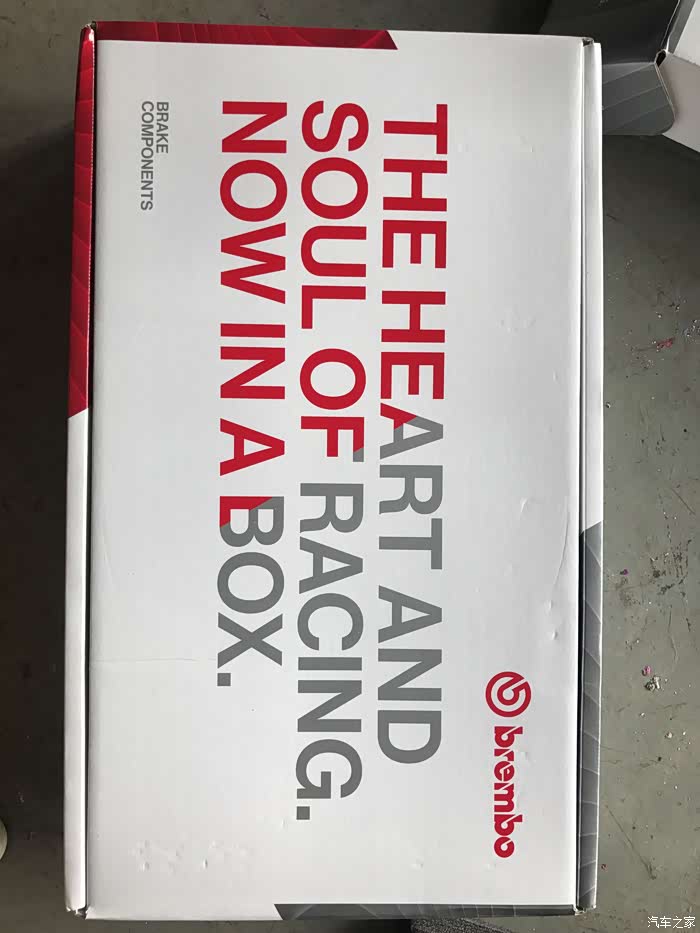 brembo
THE HEART AND
SOUL OF RACING.
NOW IN A BOX.
BRAKE
COMPONENTS
汽车之家